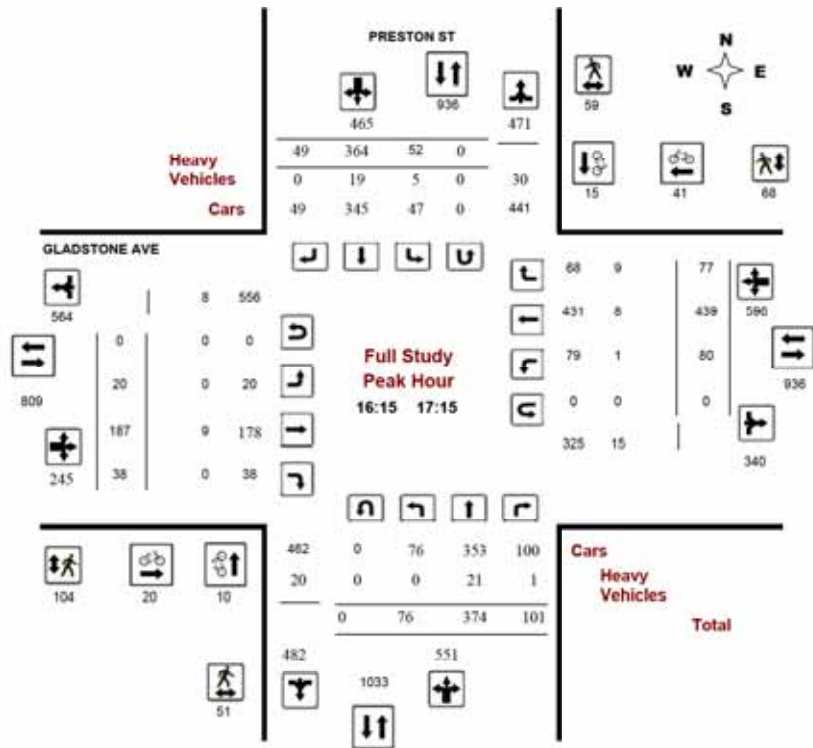 PRESTON ST
N
W E
S
936
59
465 471
49 364 52 0
Heavy Vehicles 0 19 5 0 30
Cars 49 345 47 0 441
15 41 68
GLADSTONE AVE
564
8 556
0 0 0
809
20 0 20
187 9 178
245
38 0 38
Full Study
Peak Hour
16:15 17:15
68 9 77
596
431 8 439
79 1 80
936
0 0 0
325 15
340
462 0 76 353 100 Cars
20 0 0 21 1 Heavy
Vehicles
0 76 374 101 Total
104 20 10
482 551
1033
51